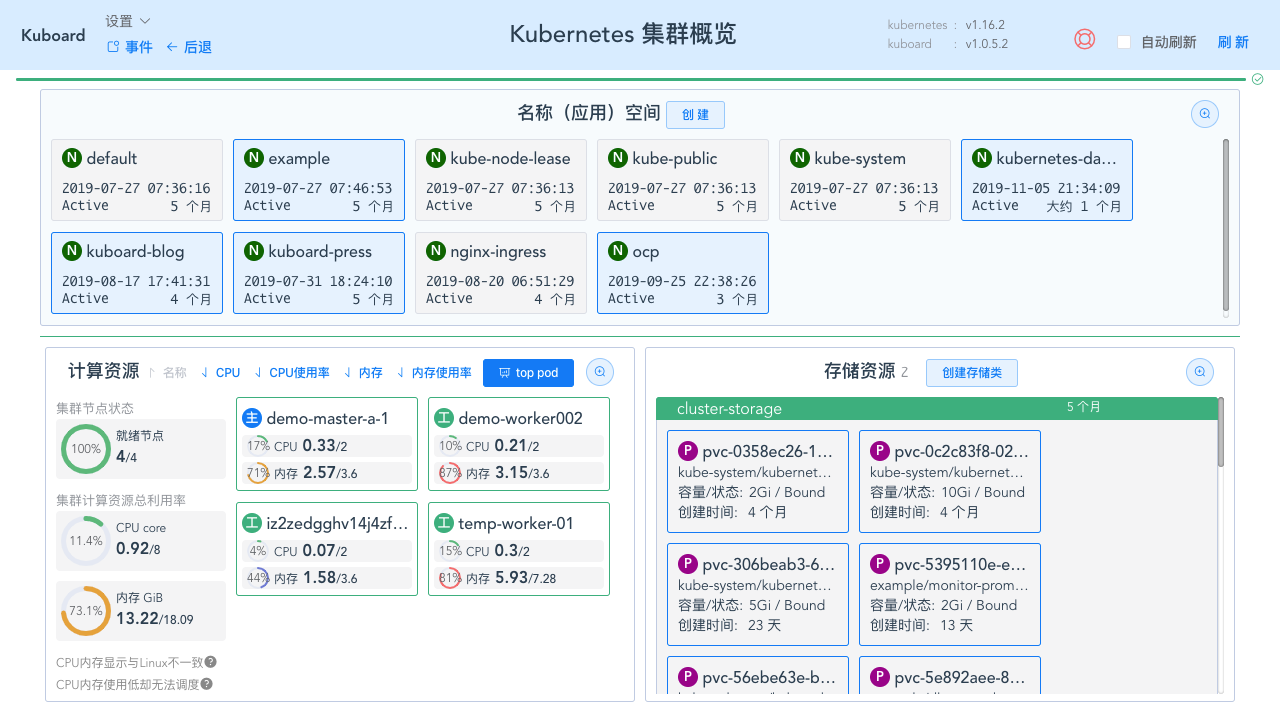 Kuboard
设置
事件 后退
Kubernetes 集群概览
kubernetes : v1.16.2
kuboard : v1.0.5.2
自动刷新 刷 新
名称（应用）空间 创 建
N default
2019-07-27 07:36:16
Active 5 个月
N example
2019-07-27 07:46:53
Active 5 个月
N kube-node-lease
2019-07-27 07:36:13
Active 5 个月
N kube-public
2019-07-27 07:36:13
Active 5 个月
N kube-system
2019-07-27 07:36:13
Active 5 个月
N kubernetes-da...
2019-11-05 21:34:09
Active 大约 1 个月
N kuboard-blog
2019-08-17 17:41:31
Active 4 个月
N kuboard-press
2019-07-31 18:24:10
Active 5 个月
N nginx-ingress
2019-08-20 06:51:29
Active 4 个月
N ocp
2019-09-25 22:38:26
Active 3 个月
计算资源 名称 CPU CPU使用率 内存 内存使用率 top pod
集群节点状态
100% 就绪节点
4/4
集群计算资源总利用率
11.4% CPU core
0.92/8
73.1% 内存 GiB
13.22/18.09
CPU内存显示与Linux不一致?
CPU内存使用低却无法调度?
主 demo-master-a-1
17% CPU 0.33/2
71% 内存 2.57/3.6
工 demo-worker002
10% CPU 0.21/2
87% 内存 3.15/3.6
工 iz2zedgghv14j4zf...
4% CPU 0.07/2
44% 内存 1.58/3.6
工 temp-worker-01
15% CPU 0.3/2
81% 内存 5.93/7.28
存储资源 2 创建存储类
cluster-storage 5 个月
P pvc-0358ec26-1...
kube-system/kubernet...
容量/状态: 2Gi / Bound
创建时间: 4 个月
P pvc-0c2c83f8-02...
kube-system/kubernet...
容量/状态: 10Gi / Bound
创建时间: 4 个月
P pvc-306beab3-6...
kube-system/kubernet...
容量/状态: 5Gi / Bound
创建时间: 23 天
P pvc-5395110e-e...
example/monitor-prom...
容量/状态: 2Gi / Bound
创建时间: 13 天
P pvc-56ebe63e-b...
P pvc-5e892aee-8...